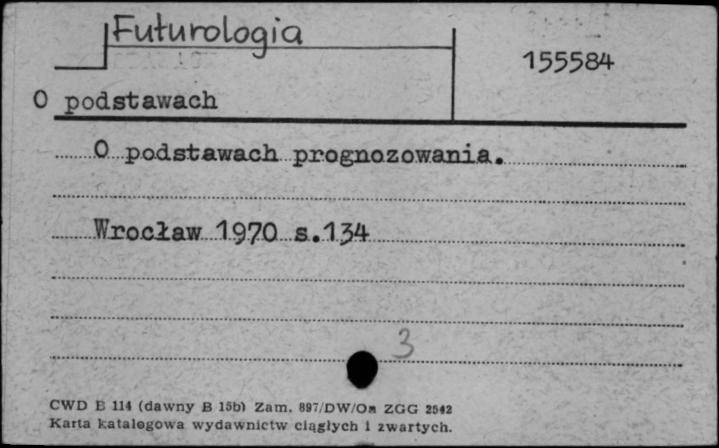 Futurologia
155584
O podstawach
O podstawach prognozowania.
Wrocław 1970 s.134
3
CWD B 114 (dawny B 15b) Zam. 897/DW/Om ZGG 2542
Karta katalogowa wydawnictw ciągłych i zwartych.